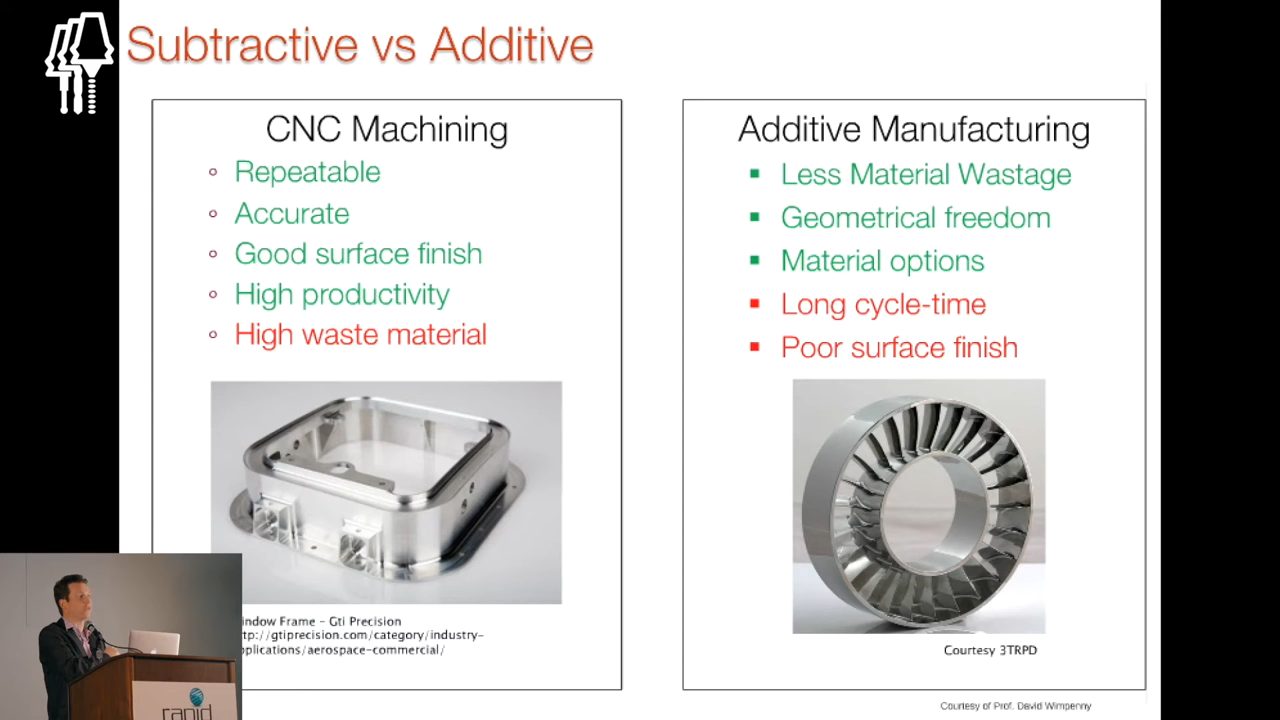 Subtractive vs Additive
CNC Machining
Repeatable
Accurate
Good surface finish
High productivity
High waste material
indow Frame - Gti Precision
ttp://gtiprecision.com/category/industry-
pplications/aerospace-commercial/
Additive Manufacturing
Less Material Wastage
Geometrical freedom
Material options
Long cycle-time
Poor surface finish
Courtesy 3TRPD
Courtesy of Prof. David Wimpenny
rapid